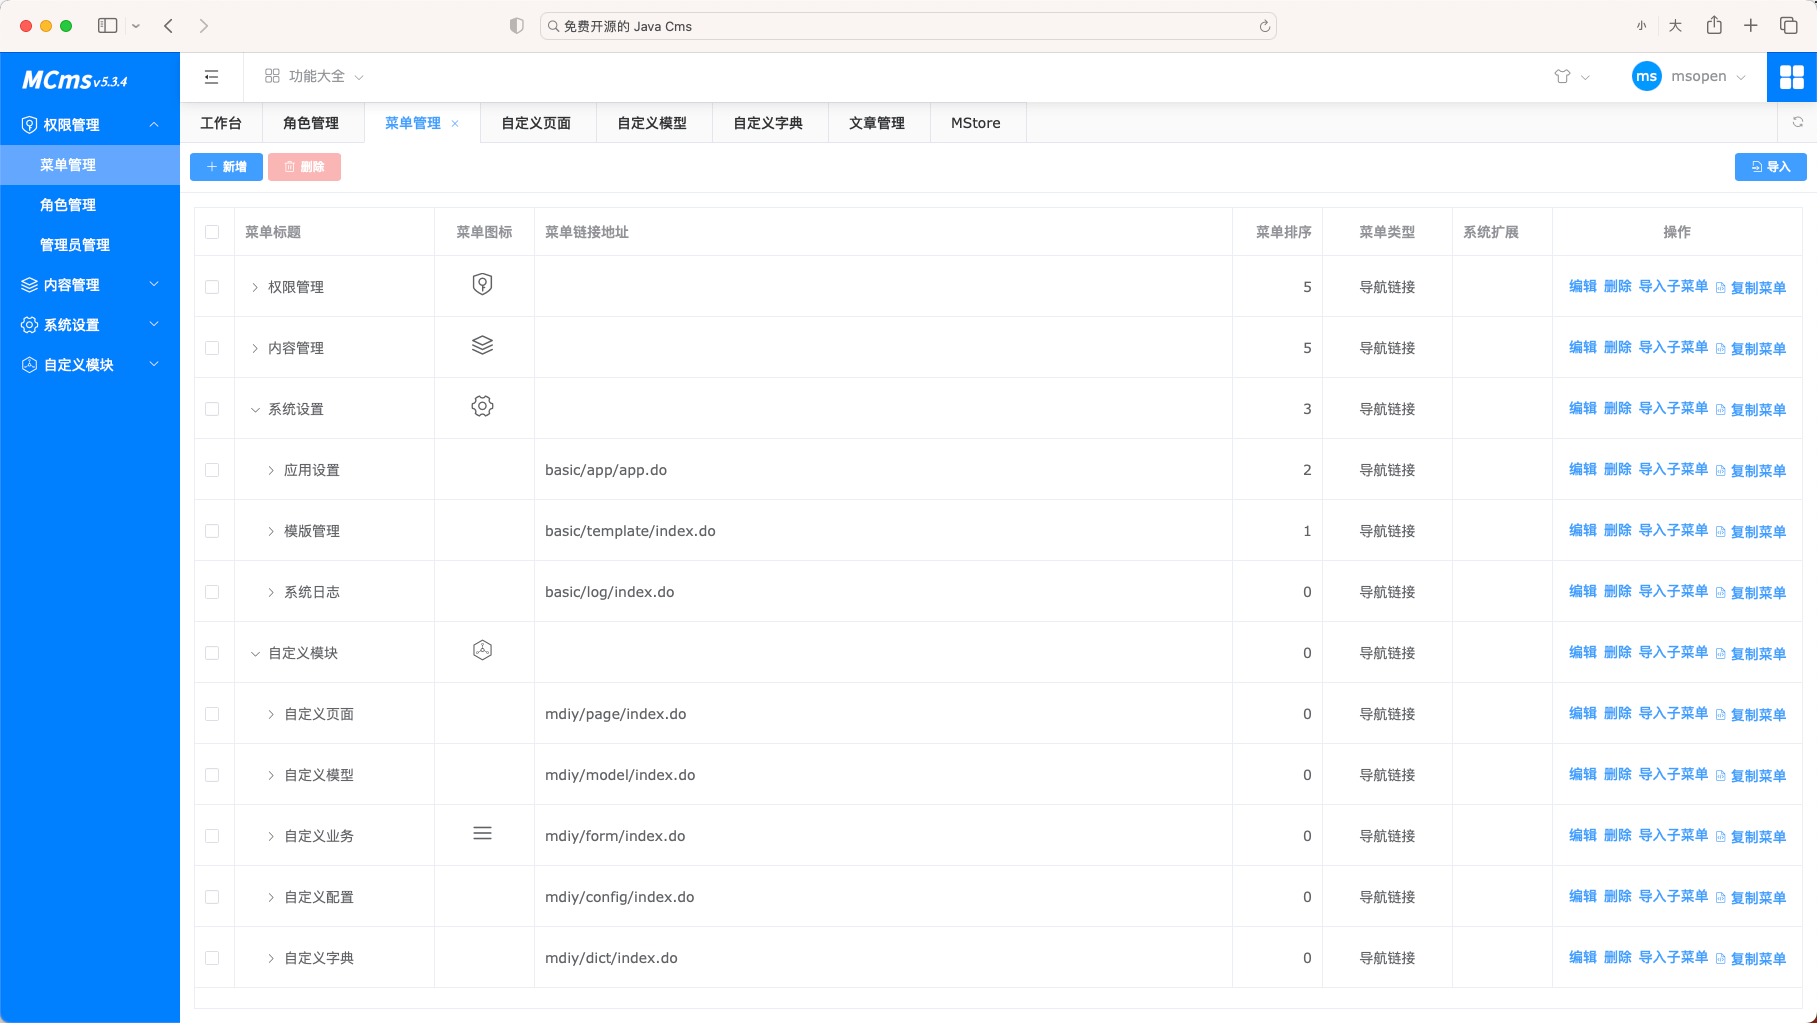 免费开源的 Java Cms
小 大
MCms v5.3.4
功能大全
ms msopen
权限管理
菜单管理
角色管理
管理员管理
内容管理
系统设置
自定义模块
工作台 角色管理 菜单管理 × 自定义页面 自定义模型 自定义字典 文章管理 MStore
新增 删除 导入
菜单标题 菜单图标 菜单链接地址 菜单排序 菜单类型 系统扩展 操作
权限管理 5 导航链接 编辑 删除 导入子菜单 复制菜单
内容管理 5 导航链接 编辑 删除 导入子菜单 复制菜单
系统设置 3 导航链接 编辑 删除 导入子菜单 复制菜单
应用设置 basic/app/app.do 2 导航链接 编辑 删除 导入子菜单 复制菜单
模版管理 basic/template/index.do 1 导航链接 编辑 删除 导入子菜单 复制菜单
系统日志 basic/log/index.do 0 导航链接 编辑 删除 导入子菜单 复制菜单
自定义模块 0 导航链接 编辑 删除 导入子菜单 复制菜单
自定义页面 mdiy/page/index.do 0 导航链接 编辑 删除 导入子菜单 复制菜单
自定义模型 mdiy/model/index.do 0 导航链接 编辑 删除 导入子菜单 复制菜单
自定义业务 mdiy/form/index.do 0 导航链接 编辑 删除 导入子菜单 复制菜单
自定义配置 mdiy/config/index.do 0 导航链接 编辑 删除 导入子菜单 复制菜单
自定义字典 mdiy/dict/index.do 0 导航链接 编辑 删除 导入子菜单 复制菜单